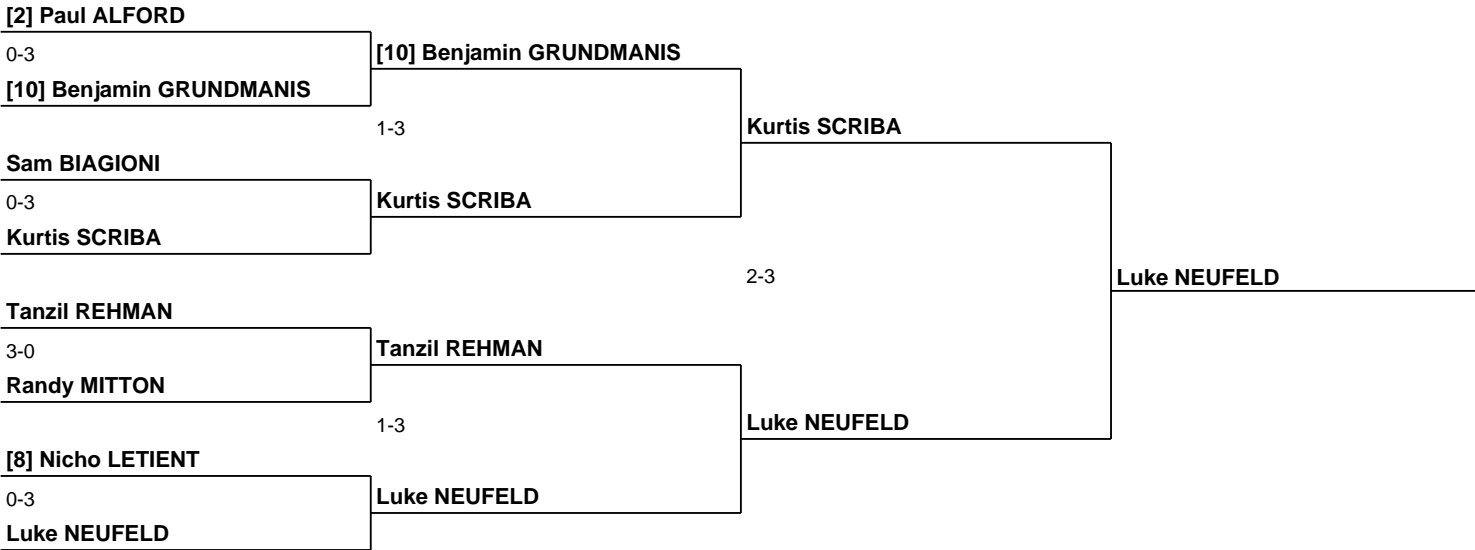 [2] Paul ALFORD
0-3
[10] Benjamin GRUNDMANIS
[10] Benjamin GRUNDMANIS
1-3
Kurtis SCRIBA
Sam BIAGIONI
0-3
Kurtis SCRIBA
Kurtis SCRIBA
2-3
Luke NEUFELD
Tanzil REHMAN
3-0
Tanzil REHMAN
Randy MITTON
1-3
Luke NEUFELD
[8] Nicho LETIENT
0-3
Luke NEUFELD
Luke NEUFELD